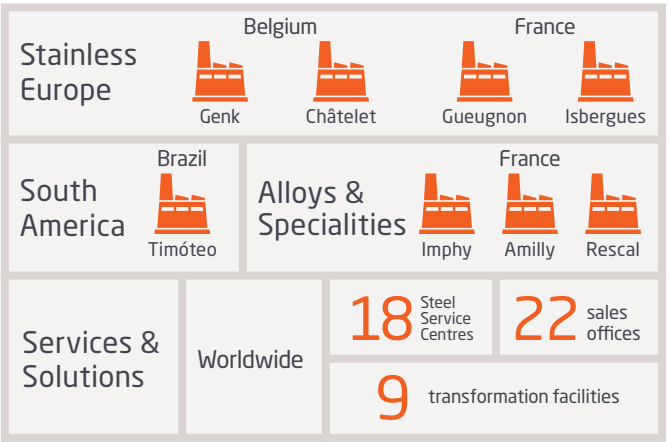 Belgium
France
Stainless
Europe
Genk
Châtelet
Gueugnon
Isbergues
Brazil
South
America
Timóteo
France
Alloys &
Specialities
Imphy
Amilly
Rescal
Services &
Solutions
Worldwide
18 Steel
Service
Centres
22 sales
offices
9 transformation facilities